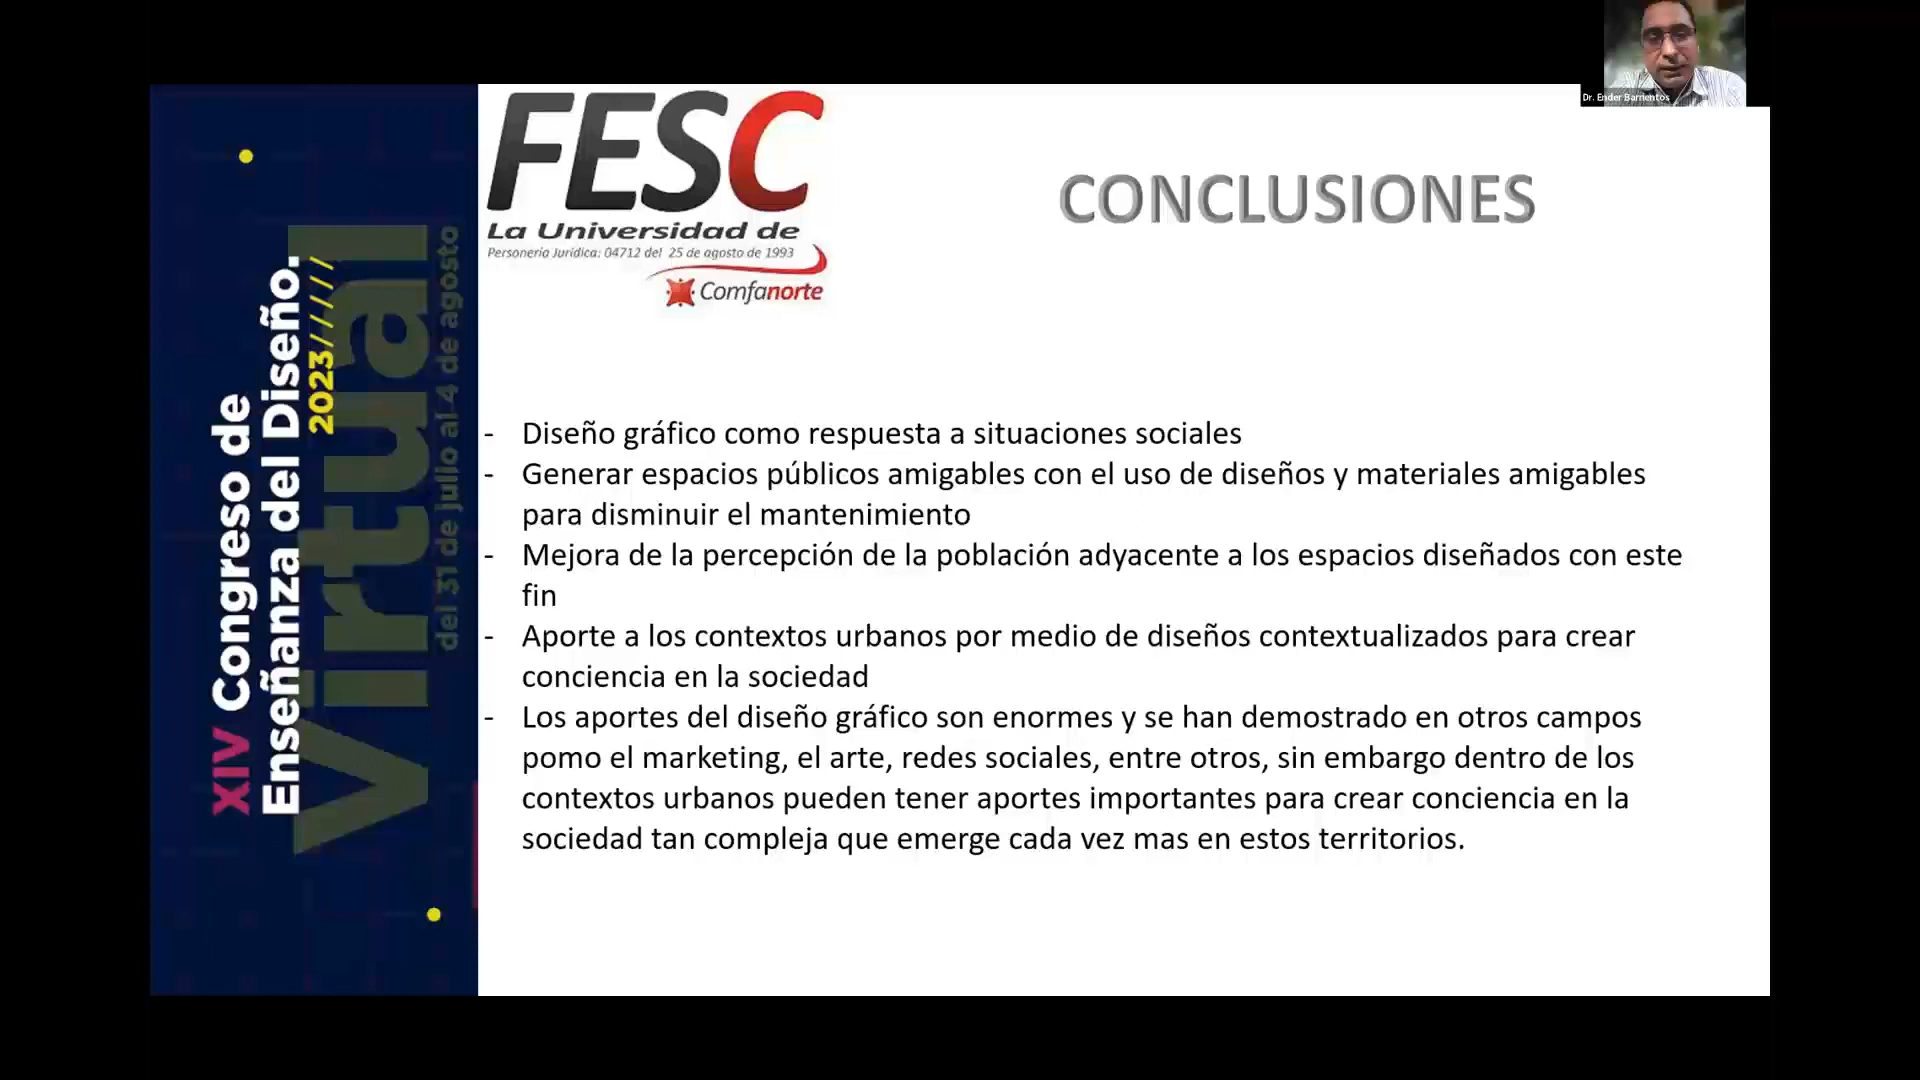 Dr. Ender Barrientos
XIV Congreso de
Enseñanza del Diseño.
2023//////
Virtual
del 31 de julio al 4 de agosto
FESC
La Universidad de
Personería Jurídica: 04712 del 25 de agosto de 1993
Comfanorte
CONCLUSIONES
- Diseño gráfico como respuesta a situaciones sociales
- Generar espacios públicos amigables con el uso de diseños y materiales amigables
para disminuir el mantenimiento
- Mejora de la percepción de la población adyacente a los espacios diseñados con este
fin
- Aporte a los contextos urbanos por medio de diseños contextualizados para crear
conciencia en la sociedad
- Los aportes del diseño gráfico son enormes y se han demostrado en otros campos
pomo el marketing, el arte, redes sociales, entre otros, sin embargo dentro de los
contextos urbanos pueden tener aportes importantes para crear conciencia en la
sociedad tan compleja que emerge cada vez mas en estos territorios.